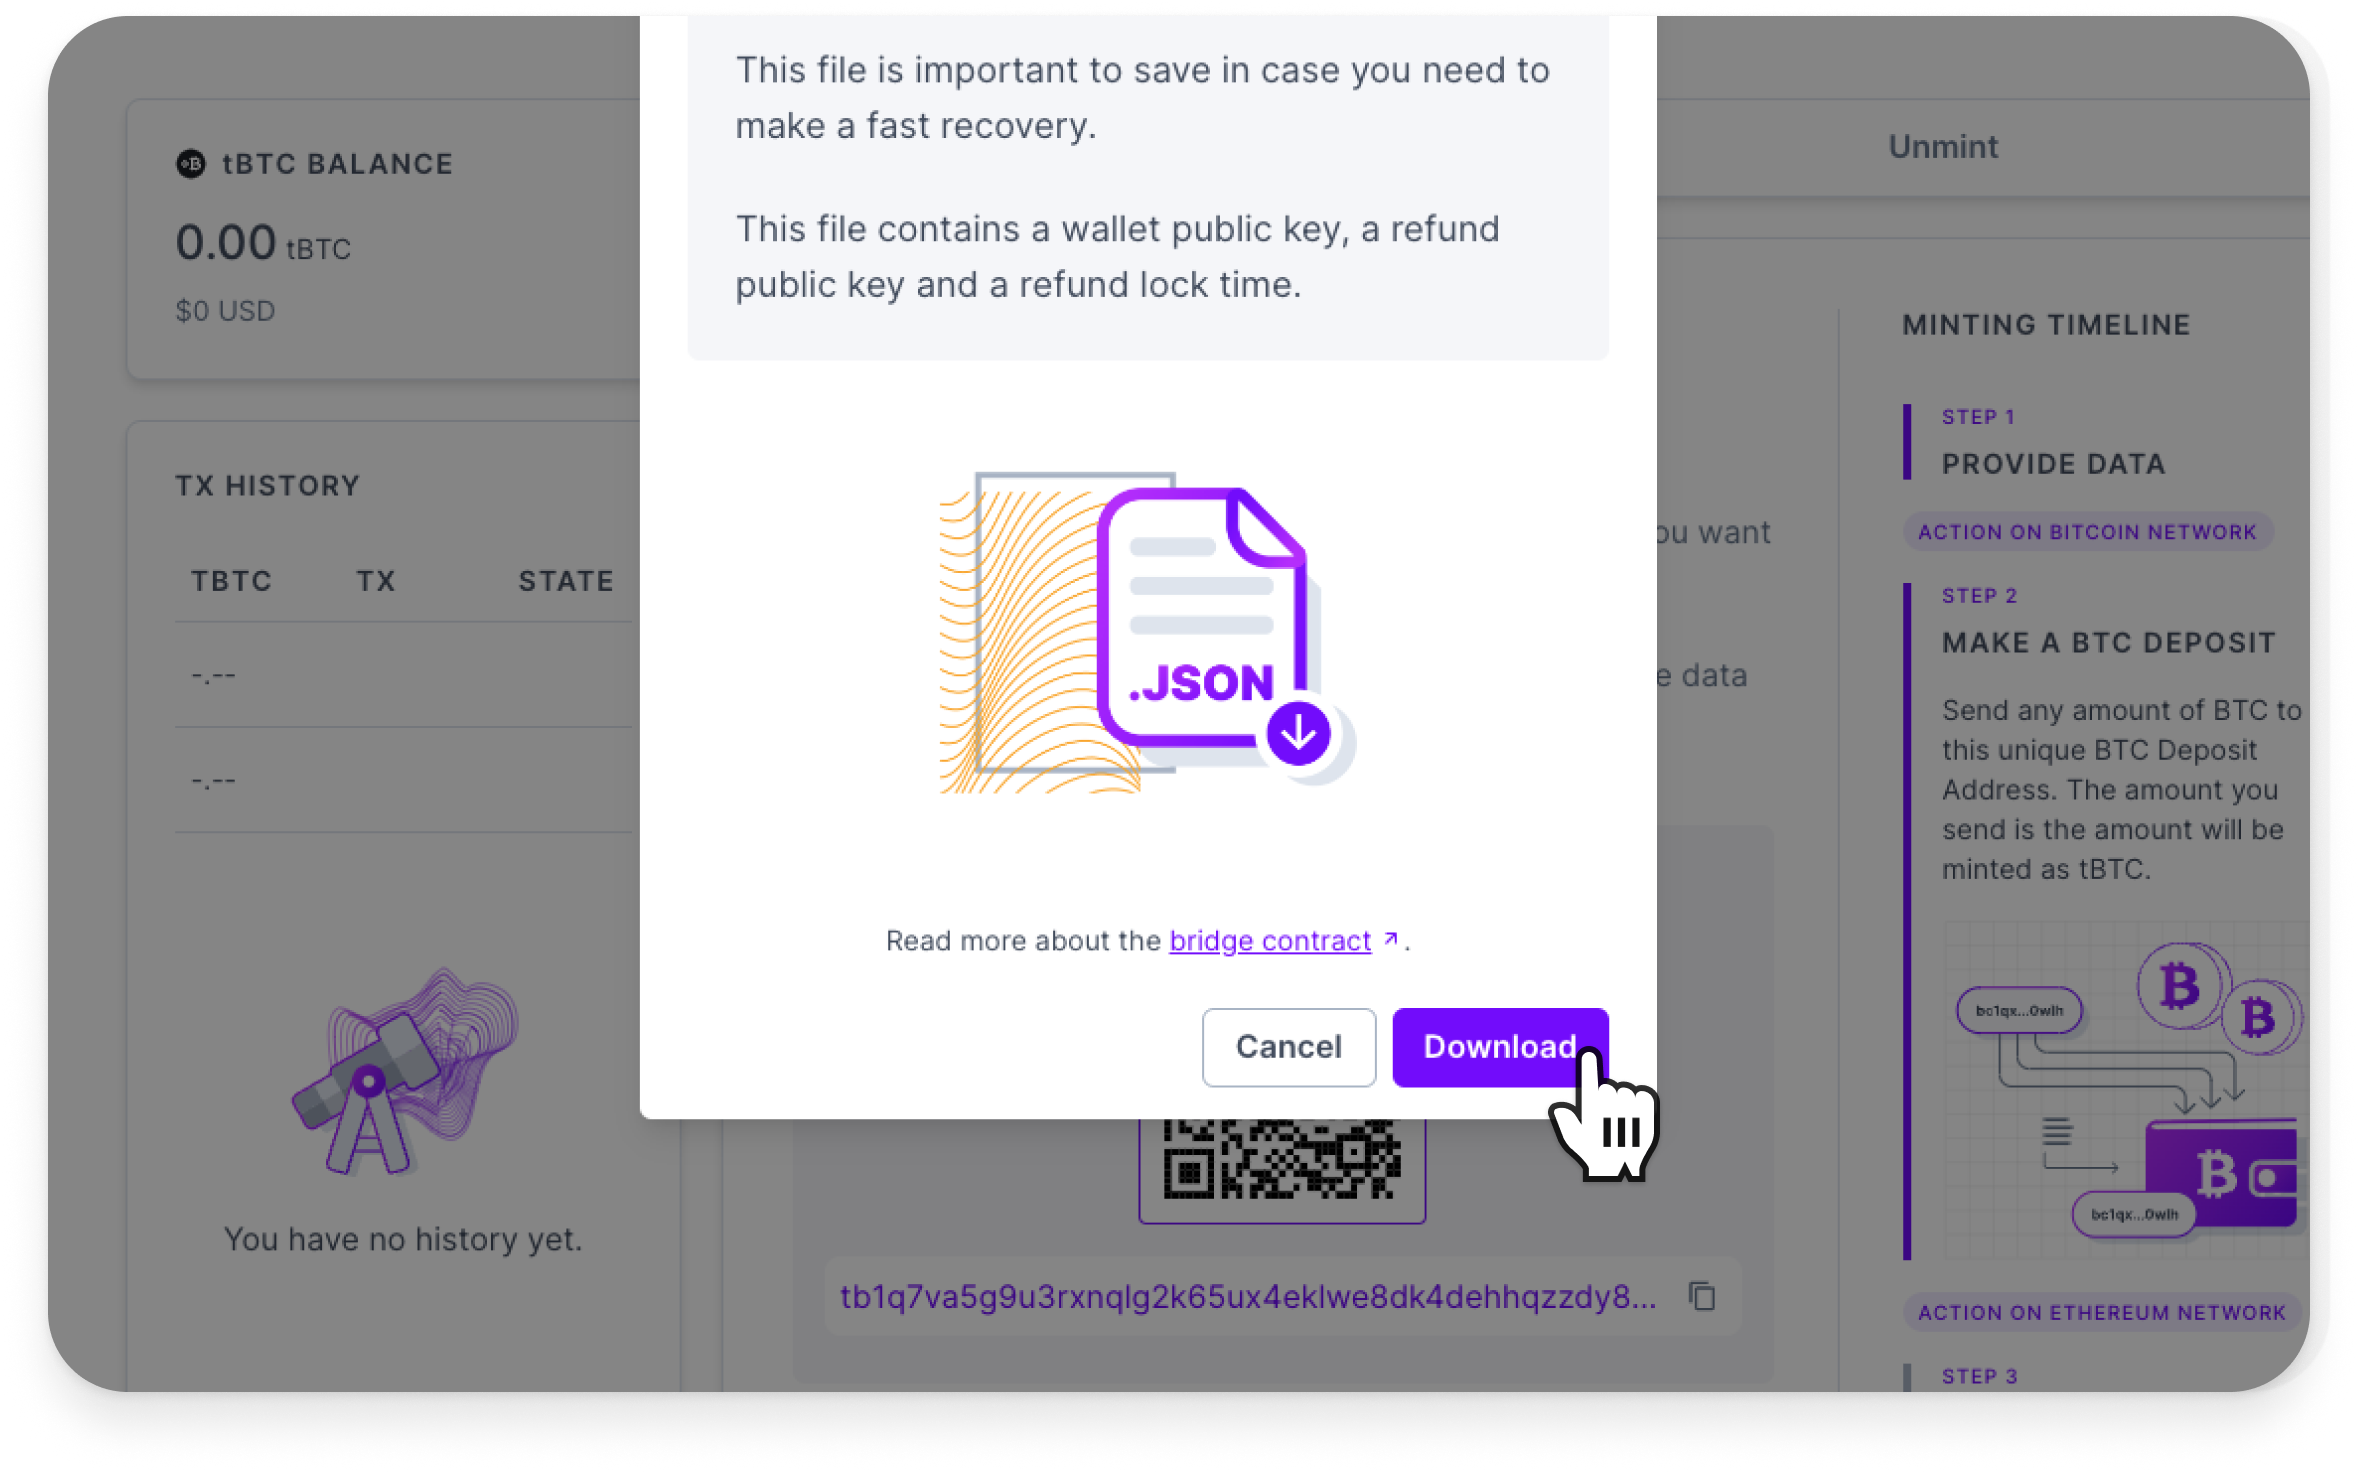 This file is important to save in case you need to
make a fast recovery.
This file contains a wallet public key, a refund
public key and a refund lock time.
.JSON
Read more about the bridge contract ↗.
Cancel
Download
tBTC BALANCE
0.00 tBTC
$0 USD
TX HISTORY
TBTC TX STATE
-.--
-.--
You have no history yet.
Unmint
ou want
e data
tb1q7va5g9u3rxnqlg2k65ux4eklwe8dk4dehhqzzdy8...
MINTING TIMELINE
STEP 1
PROVIDE DATA
ACTION ON BITCOIN NETWORK
STEP 2
MAKE A BTC DEPOSIT
Send any amount of BTC to
this unique BTC Deposit
Address. The amount you
send is the amount will be
minted as tBTC.
bc1qx...0wlh
bc1qx...0wlh
ACTION ON ETHEREUM NETWORK
STEP 3